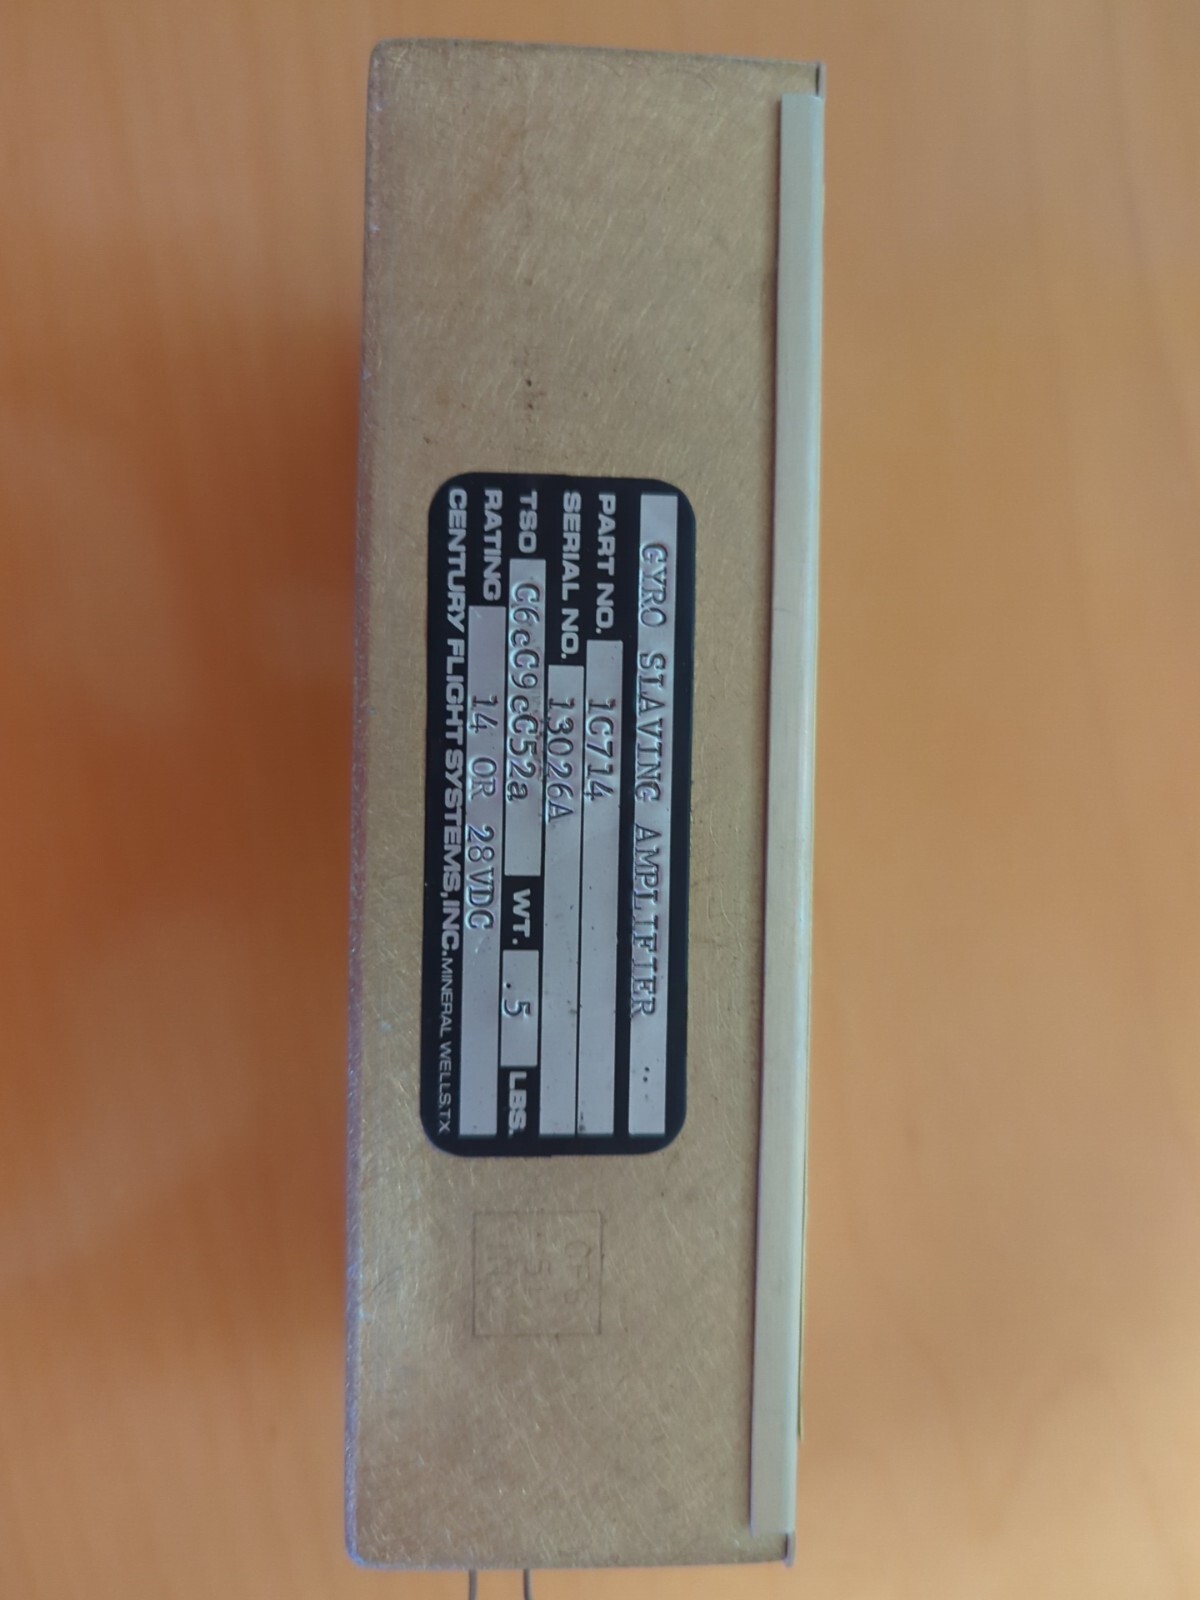 GYRO SLAVING AMPLIFIER
PART NO. 1C714
SERIAL NO. 13026A
TSO C6cC9cC52a WT. .5 LBS.
RATING 14 OR 28VDC
CENTURY FLIGHT SYSTEMS, INC. MINERAL WELLS, TX